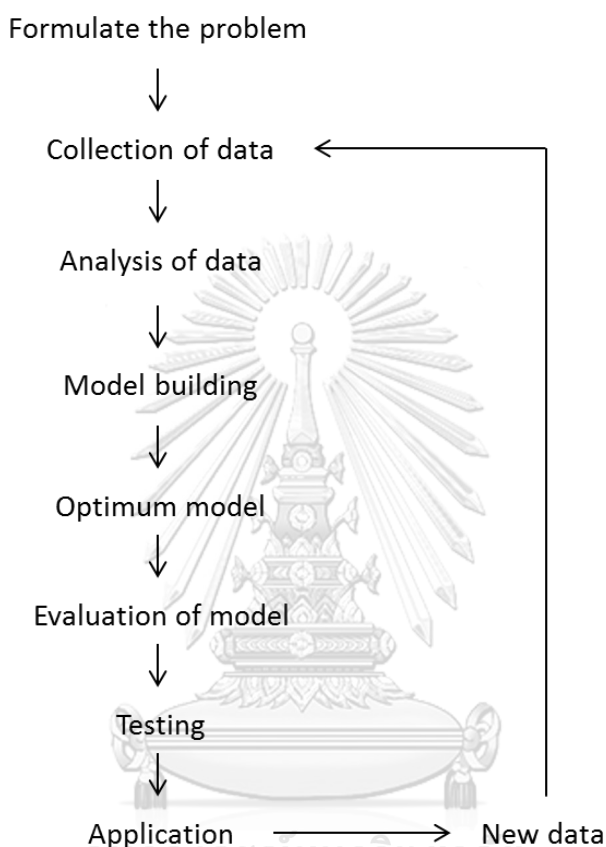 Formulate the problem
Collection of data
Analysis of data
Model building
Optimum model
Evaluation of model
Testing
Application
New data